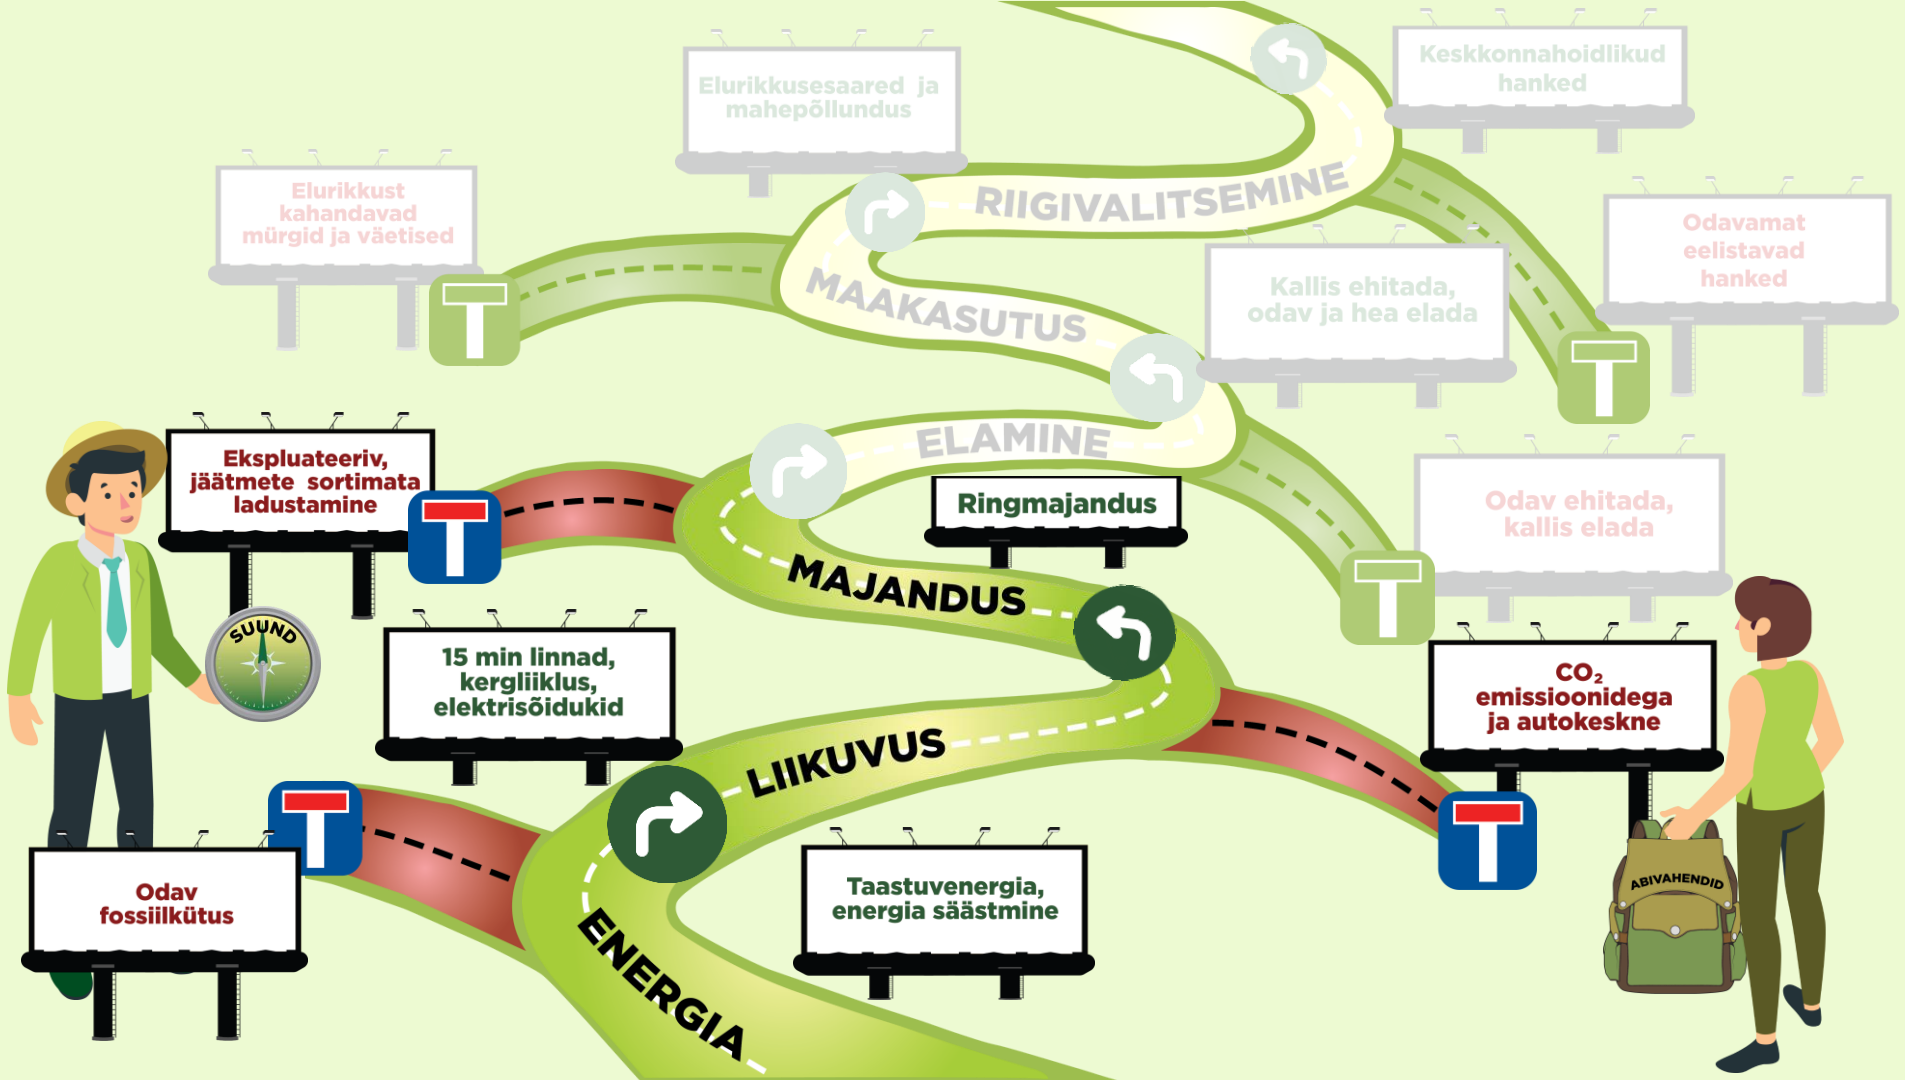 Keskkonnahoidlikud
hanked
Elurikkusesaared ja
mahepõllundus
Elurikkust
kahandavad
mürgid ja väetised
RIIGIVALITSEMINE
Odavamat
eelistavad
hanked
MAAKASUTUS
Kallis ehitada,
odav ja hea elada
ELAMINE
Ekspluateeriv,
jäätmete sortimata
ladustamine
Ringmajandus
Odav ehitada,
kallis elada
MAJANDUS
SUUND
15 min linnad,
kergliiklus,
elektrisõidukid
CO₂
emissioonidega
ja autokeskne
LIIKUVUS
Odav
fossiilkütus
Taastuvenergia,
energia säästmine
ABIVAHENDID
ENERGIA